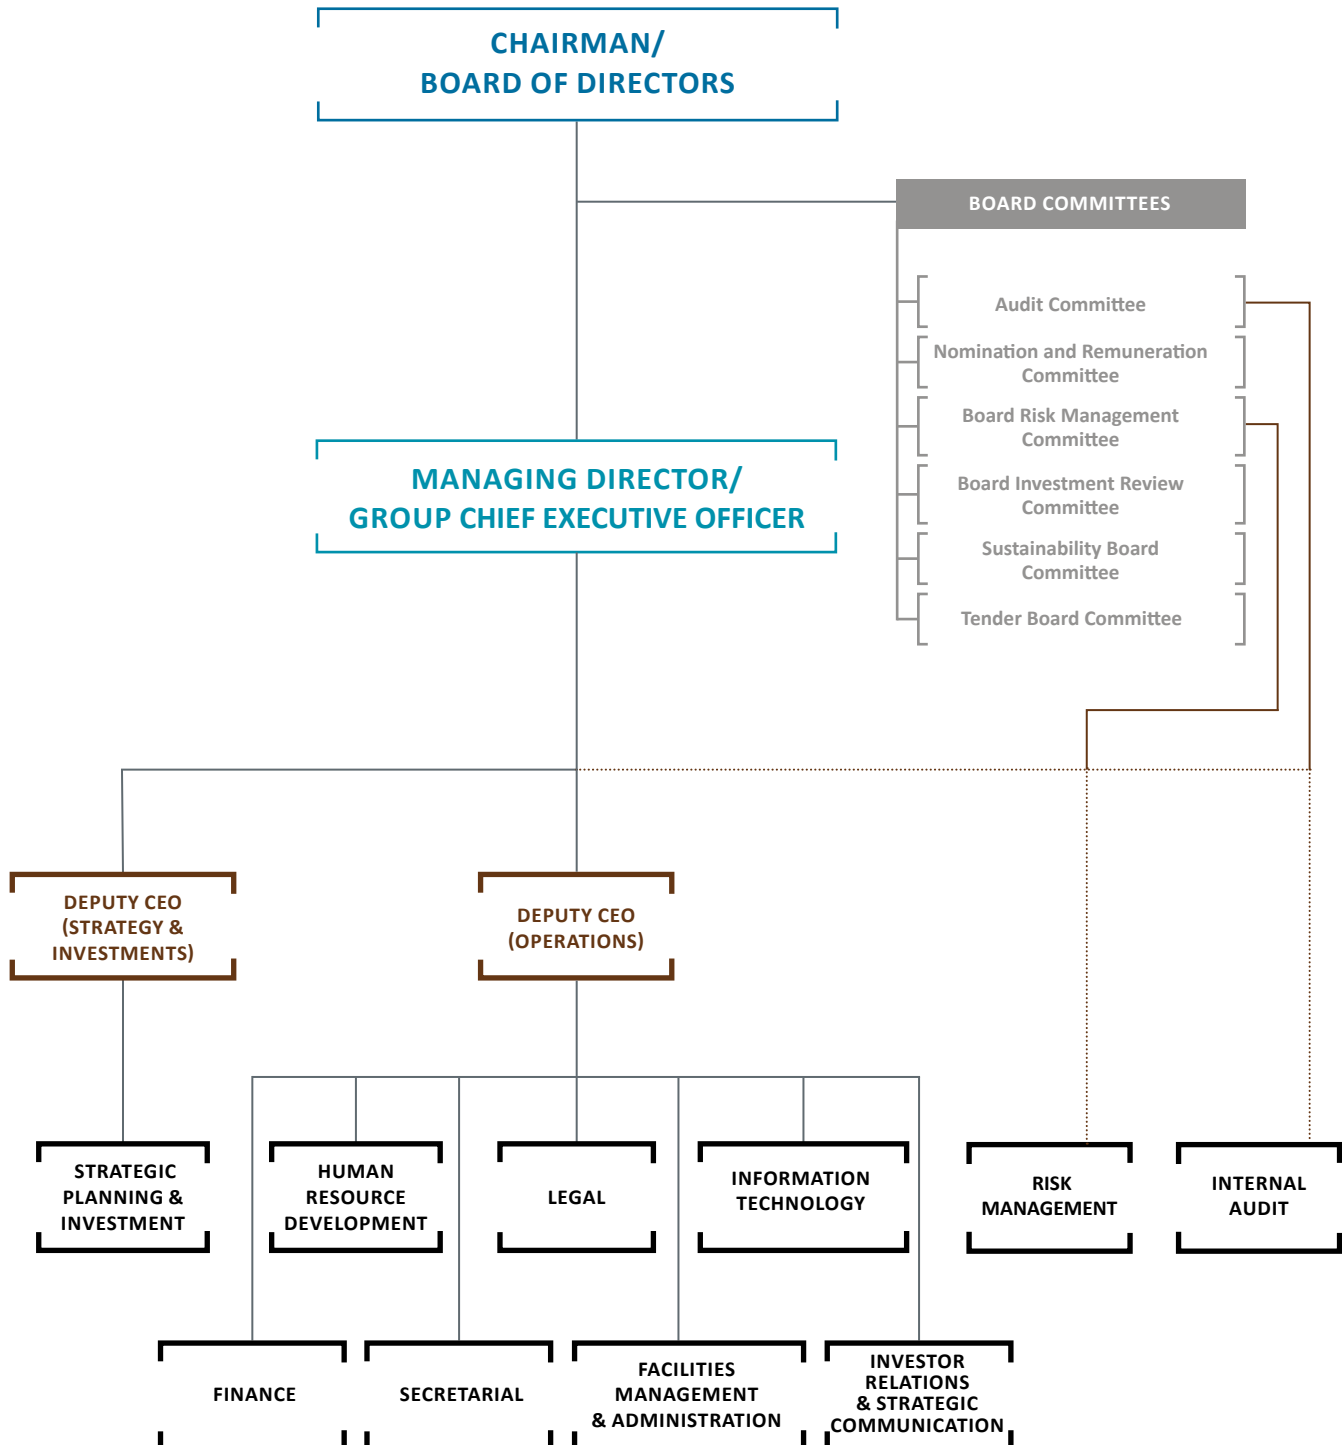 CHAIRMAN/
BOARD OF DIRECTORS
BOARD COMMITTEES
Audit Committee
Nomination and Remuneration
Committee
Board Risk Management
Committee
Board Investment Review
Committee
Sustainability Board
Committee
Tender Board Committee
MANAGING DIRECTOR/
GROUP CHIEF EXECUTIVE OFFICER
DEPUTY CEO
(STRATEGY &
INVESTMENTS)
DEPUTY CEO
(OPERATIONS)
STRATEGIC
PLANNING &
INVESTMENT
HUMAN
RESOURCE
DEVELOPMENT
LEGAL
INFORMATION
TECHNOLOGY
RISK
MANAGEMENT
INTERNAL
AUDIT
FINANCE
SECRETARIAL
FACILITIES
MANAGEMENT
& ADMINISTRATION
INVESTOR
RELATIONS
& STRATEGIC
COMMUNICATION